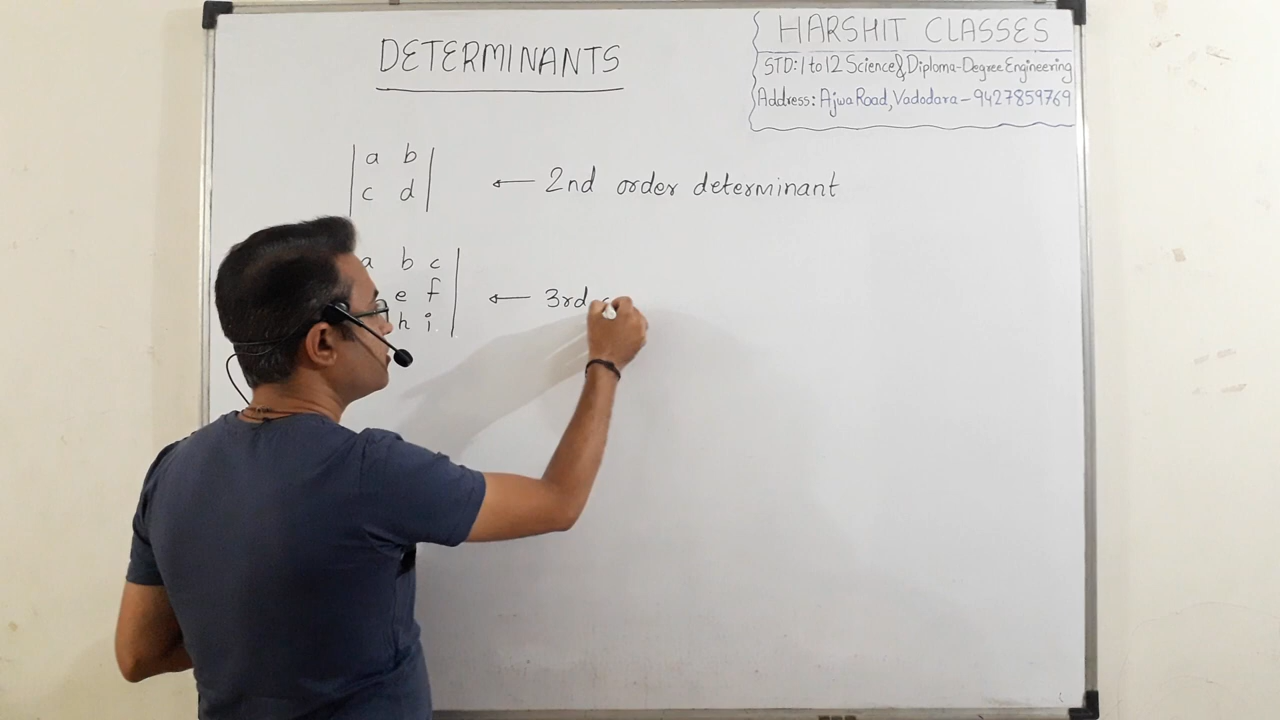 DETERMINANTS
HARSHIT CLASSES
STD: 1 to 12 Science & Diploma-Degree Engineering
Address: Ajwa Road, Vadodara - 9427859769
a b
c d
← 2nd order determinant
a b c
e f
h i
← 3rd